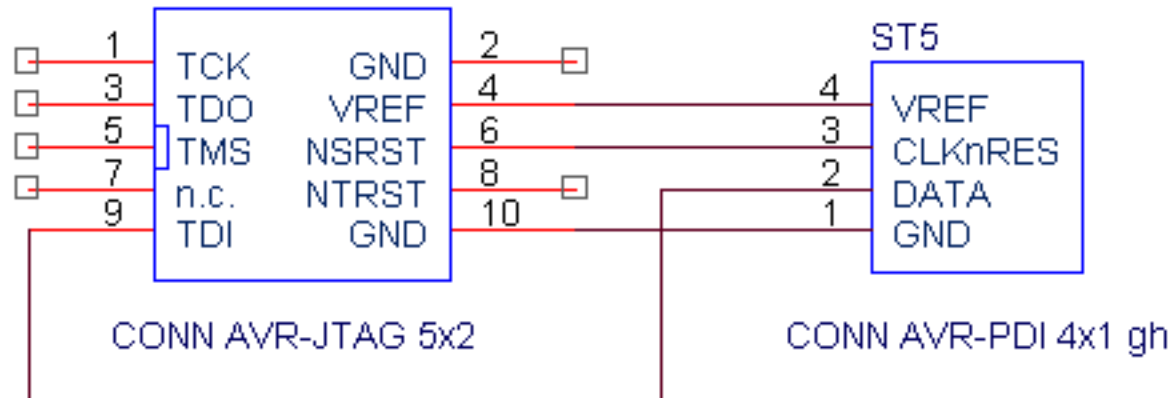 ST5
1 TCK GND 2
3 TDO VREF 4
5 TMS NSRST 6
7 n.c. NTRST 8
9 TDI GND 10
4 VREF
3 CLKnRES
2 DATA
1 GND
CONN AVR-JTAG 5x2
CONN AVR-PDI 4x1 gh